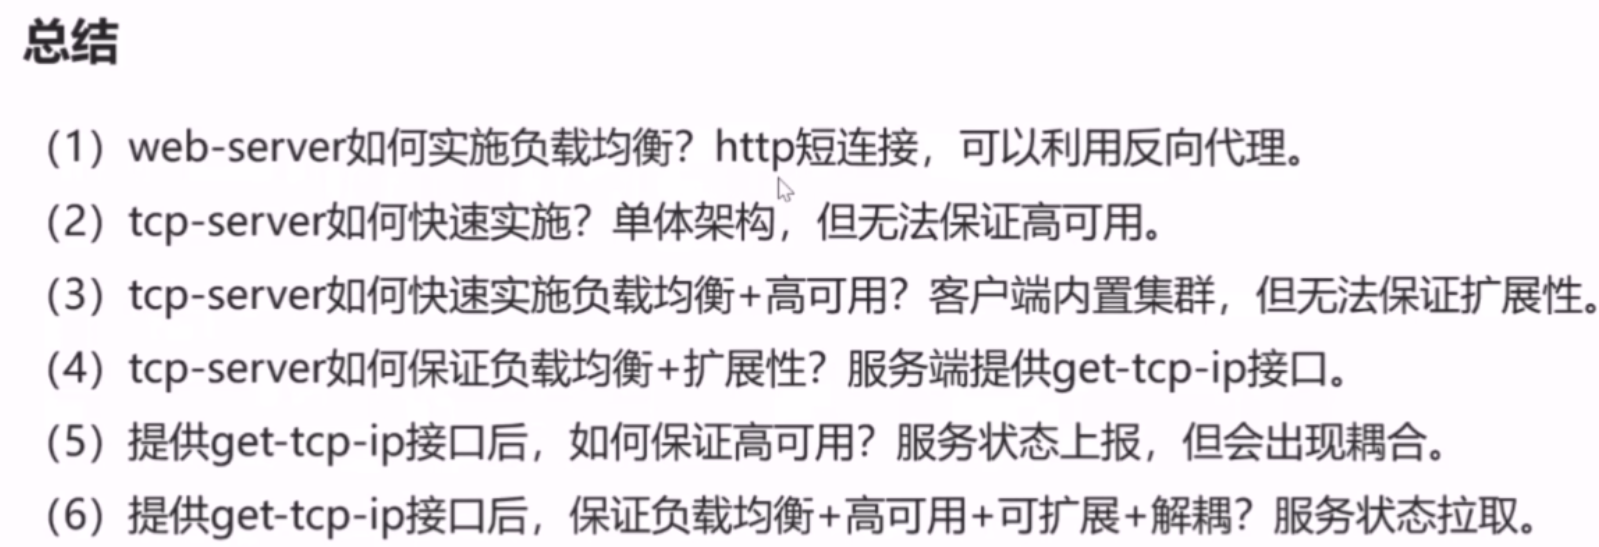 总结
（1）web-server如何实施负载均衡？http短连接，可以利用反向代理。
（2）tcp-server如何快速实施？单体架构，但无法保证高可用。
（3）tcp-server如何快速实施负载均衡+高可用？客户端内置集群，但无法保证扩展性。
（4）tcp-server如何保证负载均衡+扩展性？服务端提供get-tcp-ip接口。
（5）提供get-tcp-ip接口后，如何保证高可用？服务状态上报，但会出现耦合。
（6）提供get-tcp-ip接口后，保证负载均衡+高可用+可扩展+解耦？服务状态拉取。